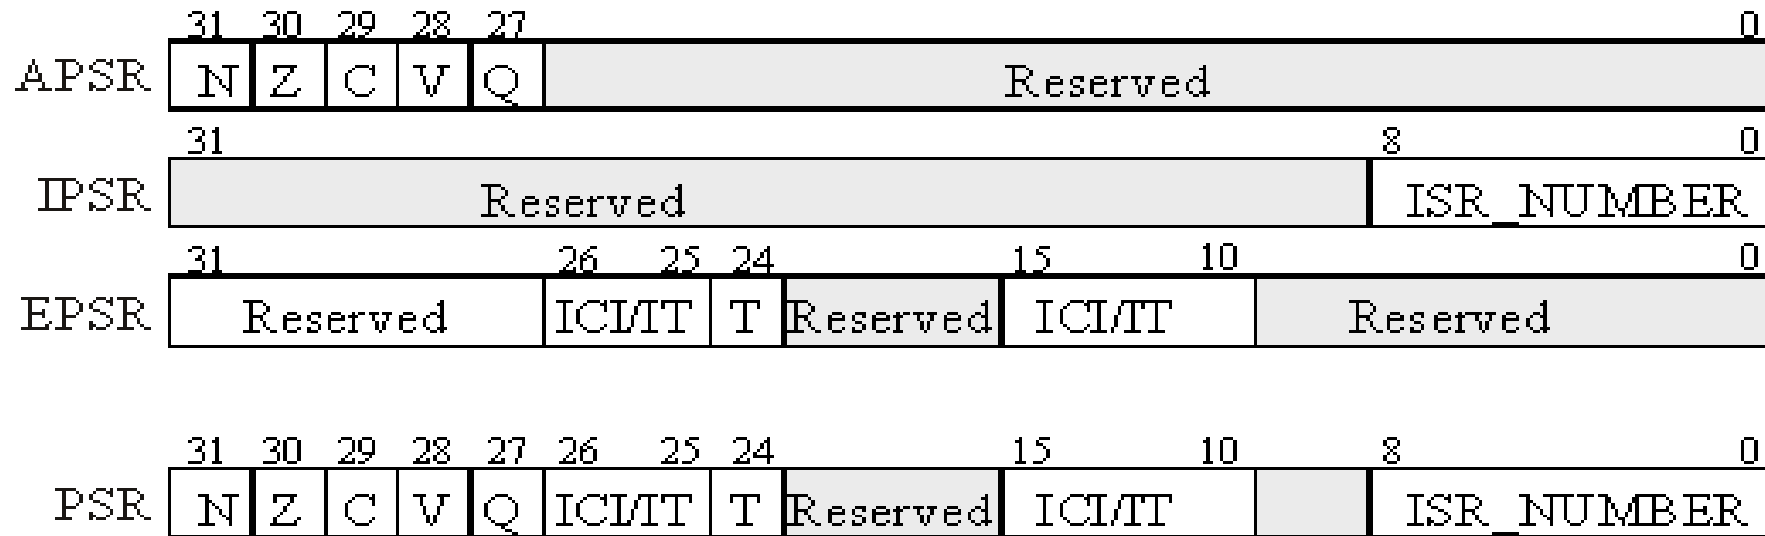 31 30 29 28 27 0
APSR N Z C V Q Reserved
31 8 0
IPSR Reserved ISR_NUMBER
31 26 25 24 15 10 0
EPSR Reserved ICI/IT T Reserved ICI/IT Reserved
31 30 29 28 27 26 25 24 15 10 8 0
PSR N Z C V Q ICI/IT T Reserved ICI/IT ISR_NUMBER